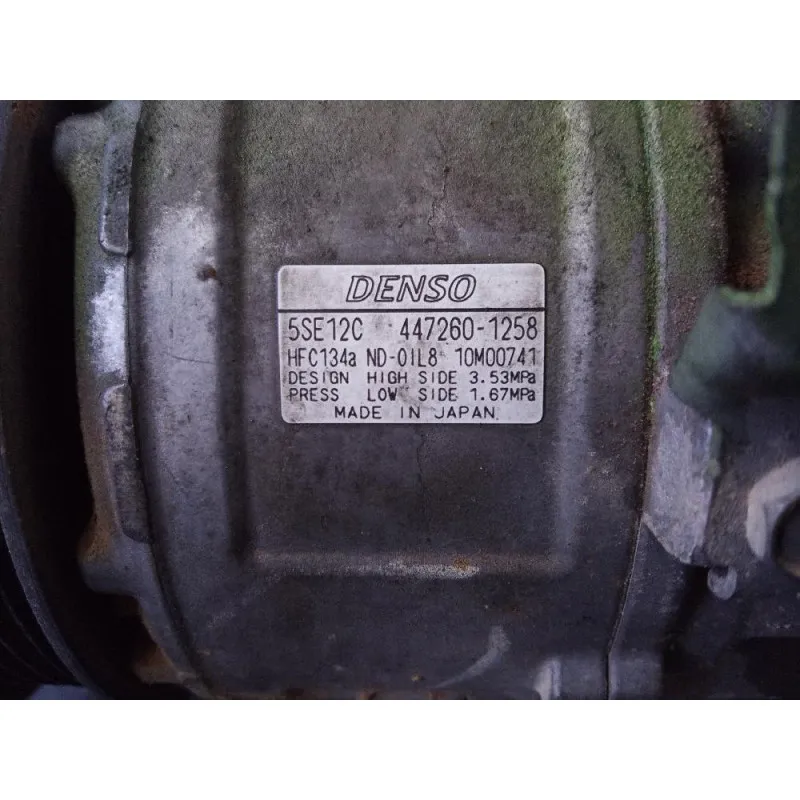 DENSO
5SE12C 447260-1258
HFC134a ND-OIL8 10M00741
DESIGN HIGH SIDE 3.53MPa
PRESS LOW SIDE 1.67MPa
MADE IN JAPAN.